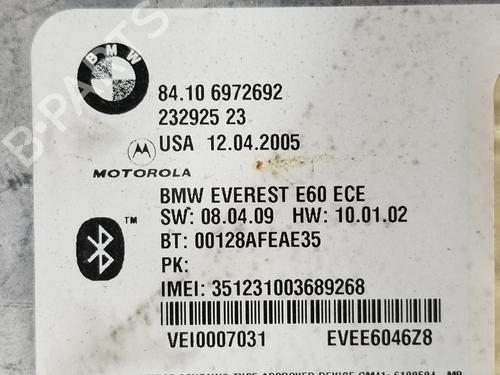 BMW
84.10 6972692
232925 23
USA 12.04.2005
MOTOROLA
BMW EVEREST E60 ECE
SW: 08.04.09 HW: 10.01.02
TM
BT: 00128AFEAE35
PK:
IMEI: 351231003689268
VEI0007031 EVEE6046Z8
B-PARTS